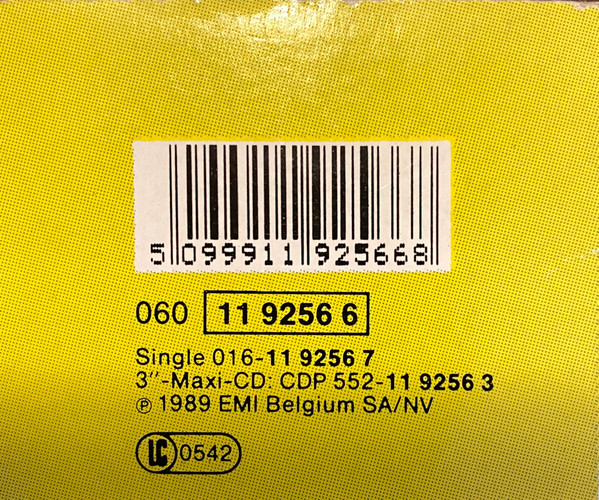 5 099911 925668
060 11 9256 6
Single 016-11 9256 7
3"-Maxi-CD: CDP 552-11 9256 3
℗ 1989 EMI Belgium SA/NV
LC 0542